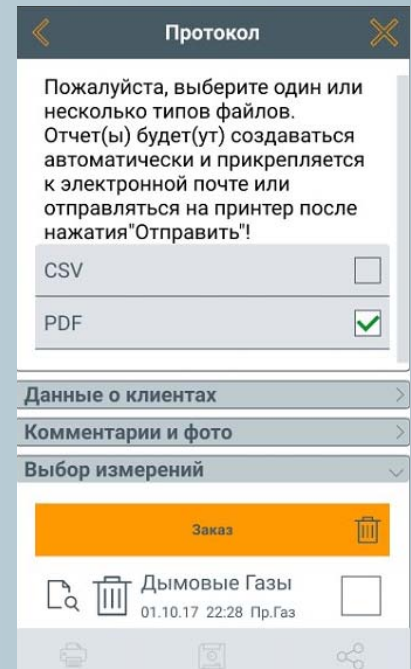 Протокол
Пожалуйста, выберите один или
несколько типов файлов.
Отчет(ы) будет(ут) создаваться
автоматически и прикрепляется
к электронной почте или
отправляться на принтер после
нажатия"Отправить"!
CSV
PDF
Данные о клиентах
Комментарии и фото
Выбор измерений
Заказ
Дымовые Газы
01.10.17 22:28 Пр.Газ